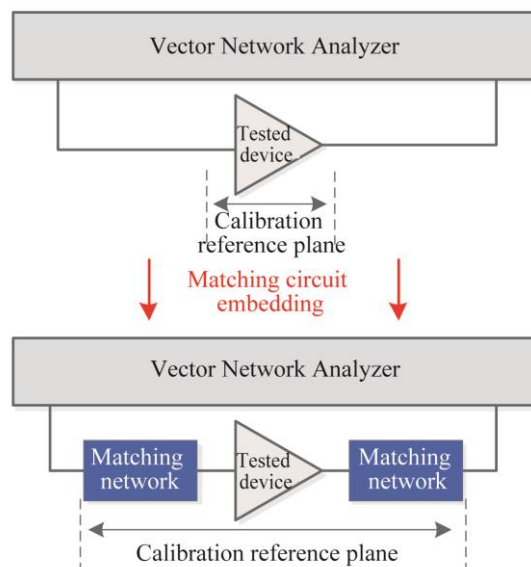 Vector Network Analyzer
Tested
device
Calibration
reference plane
Matching circuit
embedding
Vector Network Analyzer
Matching
network
Tested
device
Matching
network
Calibration reference plane